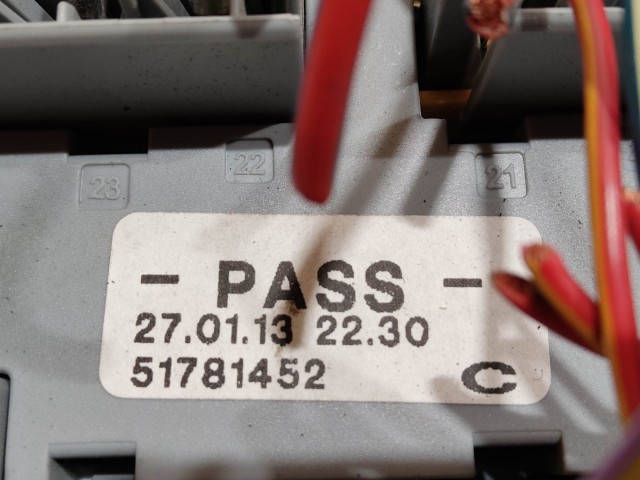 23 22 21
- PASS -
27.01.13 22.30
51781452 C